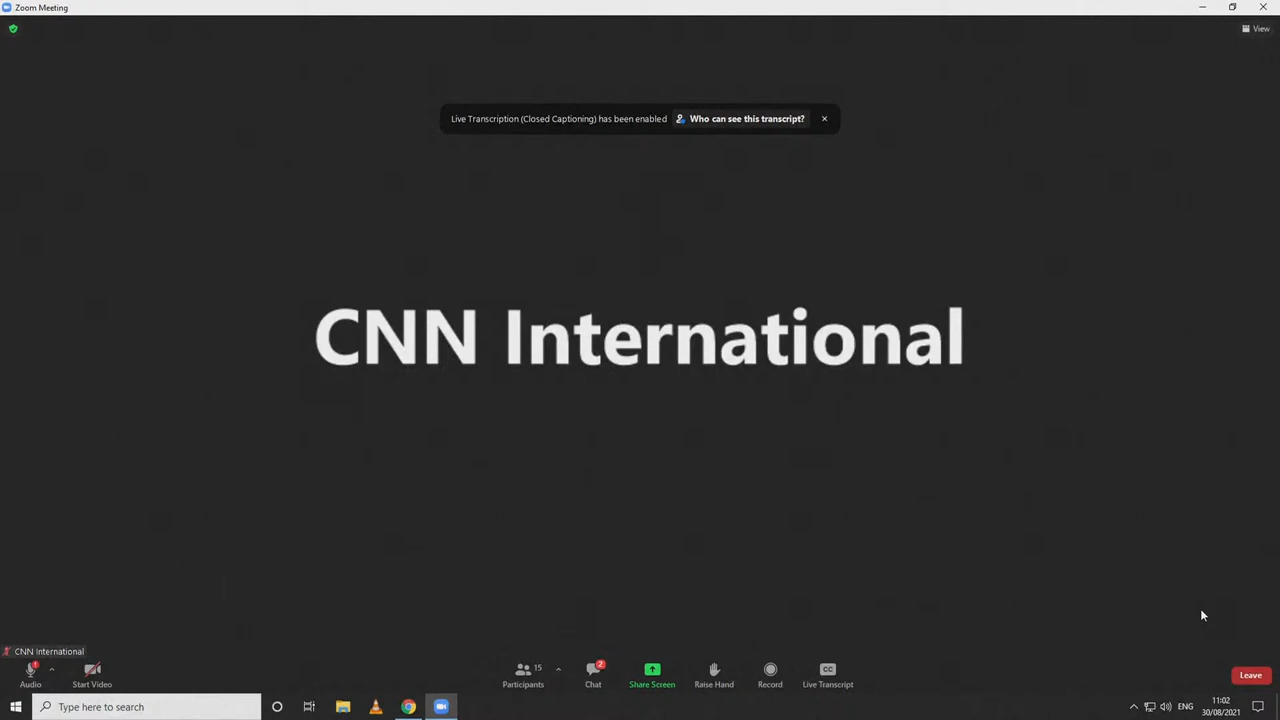 Zoom Meeting
View
Live Transcription (Closed Captioning) has been enabled Who can see this transcript?
CNN International
CNN International
Audio
Start Video
15
Participants
2
Chat
Share Screen
Raise Hand
Record
CC
Live Transcript
Leave
Type here to search
ENG
11:02
30/08/2021